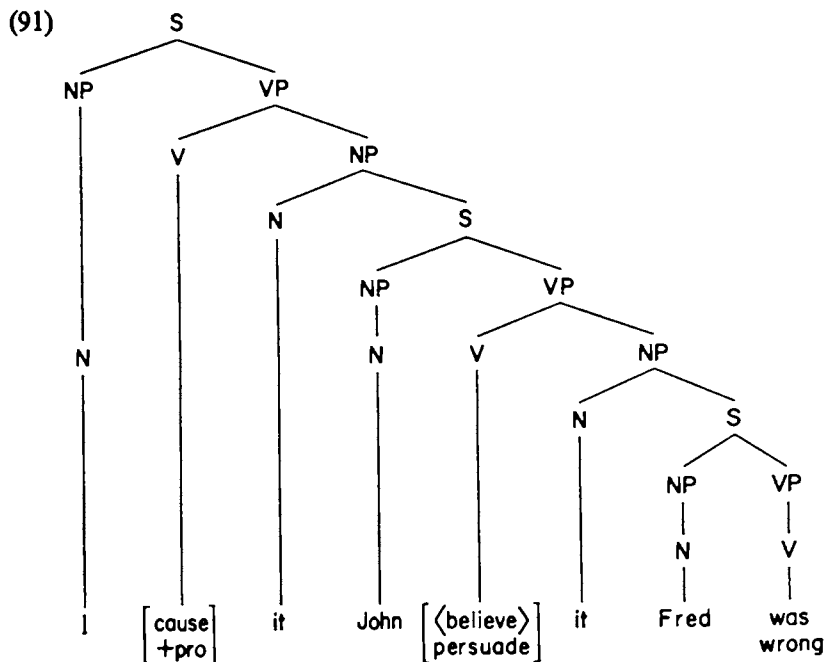 (91) S
NP VP
V NP
N S
NP VP
N N V NP
N S
NP VP
N V
I [cause +pro] it John [⟨believe⟩ persuade] it Fred was wrong